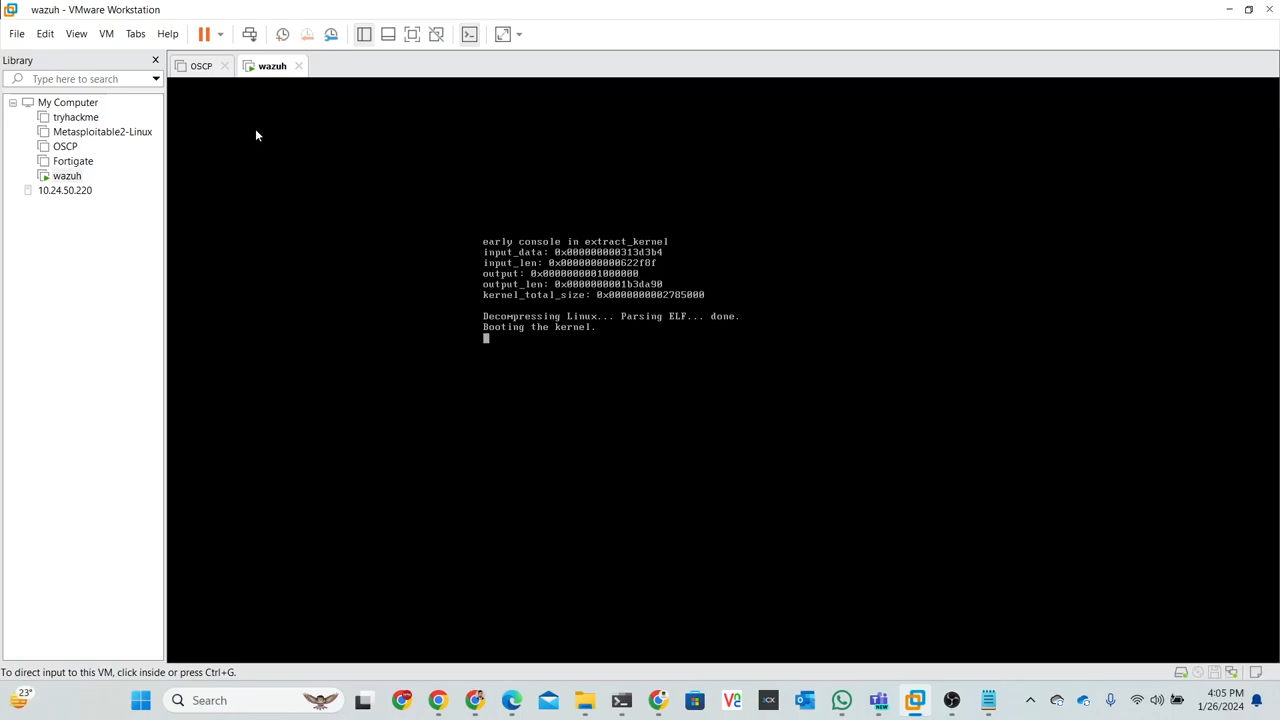 wazuh - VMware Workstation
File Edit View VM Tabs Help
Library
Type here to search
My Computer
tryhackme
Metasploitable2-Linux
OSCP
Fortigate
wazuh
10.24.50.220
OSCP
wazuh
early console in extract_kernel
input_data: 0x000000000313d3b4
input_len: 0x0000000000622f8f
output: 0x0000000001000000
output_len: 0x0000000001b3da90
kernel_total_size: 0x0000000002785000
Decompressing Linux... Parsing ELF... done.
Booting the kernel.
To direct input to this VM, click inside or press Ctrl+G.
23°
Search
NEW
4:05 PM
1/26/2024